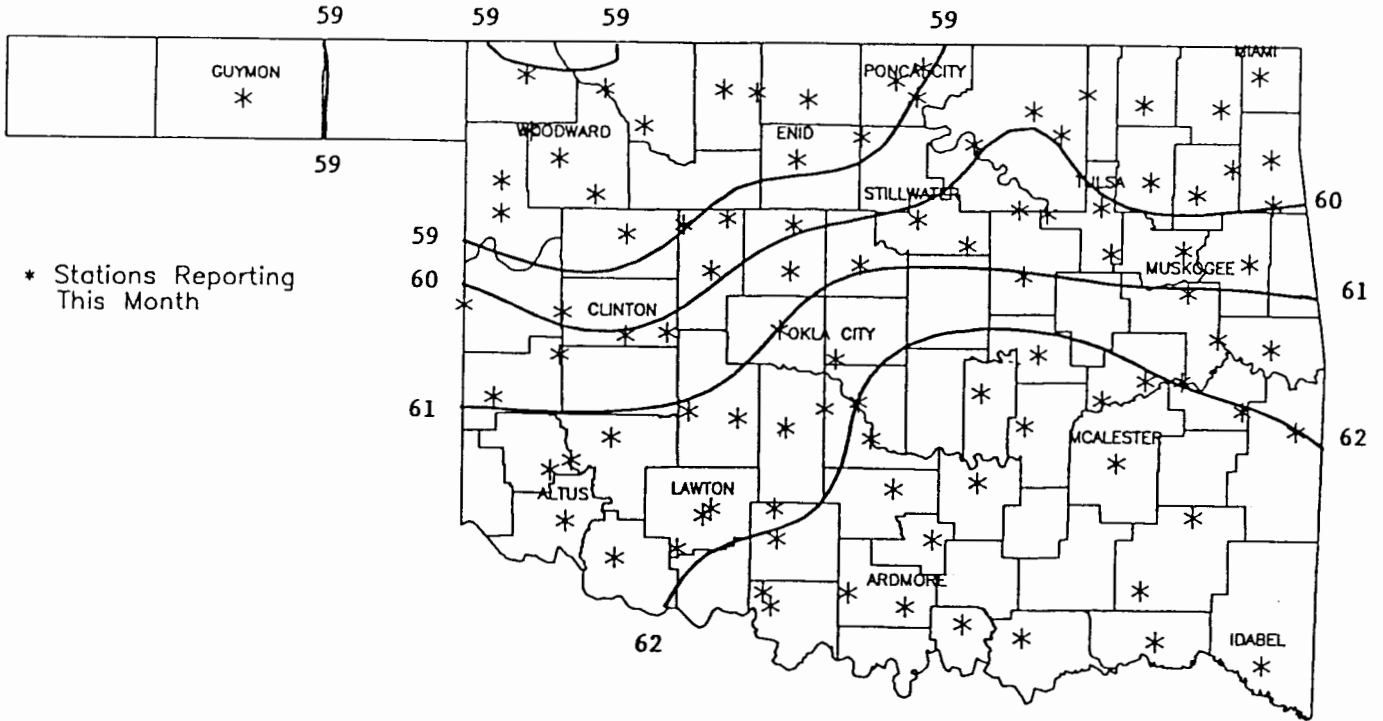 59 59 59 59
MIAMI
GUYMON PONCA CITY
WOODWARD ENID
59
TULSA
STILLWATER 60
59
* Stations Reporting
This Month
60 MUSKOGEE
61
CLINTON
OKLA CITY
61
62
MCALESTER
ALTUS LAWTON
ARDMORE
62 IDABEL